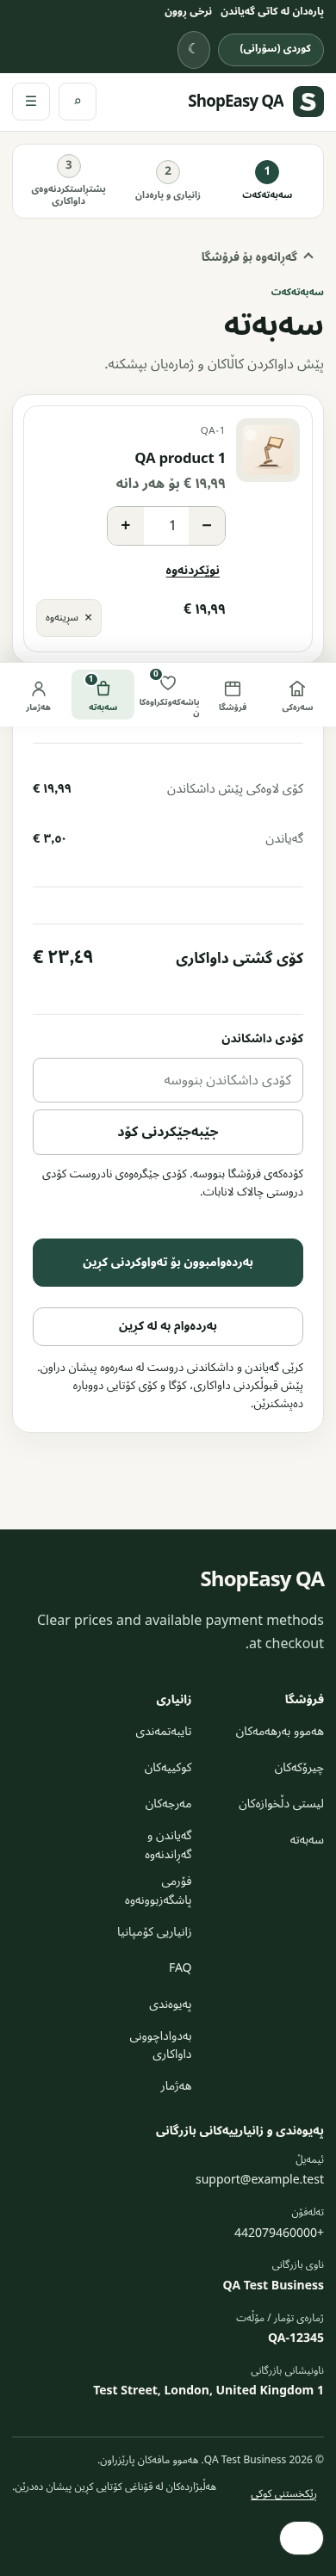 پارەدان لە کاتی گەیاندن نرخی ڕوون
کوردی (سۆرانی)
ShopEasy QA
S
1
2
3
سەبەتەکەت
زانیاری و پارەدان
پشتڕاستکردنەوەی
داواکاری
گەڕانەوە بۆ فرۆشگا
سەبەتەکەت
سەبەتە
پێش داواکردن کاڵاکان و ژمارەیان بپشکنە.
QA-1
QA product 1
١٩,٩٩ € بۆ هەر دانە
−
1
+
نوێکردنەوە
١٩,٩٩ €
× سڕینەوە
سەرەکی
فرۆشگا
0
پاشەکەوتکراوەکا
ن
1
سەبەتە
هەژمار
کۆی لاوەکی پێش داشکاندن
١٩,٩٩ €
گەیاندن
٣,٥٠ €
کۆی گشتی داواکاری
٢٣,٤٩ €
کۆدی داشکاندن
کۆدی داشکاندن بنووسە
جێبەجێکردنی کۆد
کۆدەکەی فرۆشگا بنووسە. کۆدی جێگرەوەی نادروست کۆدی
دروستی چالاک لانابات.
بەردەوامبوون بۆ تەواوکردنی کڕین
بەردەوام بە لە کڕین
کرێی گەیاندن و داشکاندنی دروست لە سەرەوە پیشان دراون.
پێش قبوڵکردنی داواکاری، کۆگا و کۆی کۆتایی دووبارە
دەپشکنرێن.
ShopEasy QA
Clear prices and available payment methods
at checkout.
فرۆشگا
هەموو بەرهەمەکان
چیرۆکەکان
لیستی دڵخوازەکان
سەبەتە
زانیاری
تایبەتمەندی
کوکییەکان
مەرجەکان
گەیاندن و
گەڕاندنەوە
فۆرمی
پاشگەزبوونەوە
زانیاریی کۆمپانیا
FAQ
پەیوەندی
بەدواداچوونی
داواکاری
هەژمار
پەیوەندی و زانیارییەکانی بازرگانی
ئیمەیڵ
support@example.test
تەلەفۆن
+442079460000
ناوی بازرگانی
QA Test Business
ژمارەی تۆمار / مۆڵەت
QA-12345
ناونیشانی بازرگانی
1 Test Street, London, United Kingdom
© 2026 QA Test Business. هەموو مافەکان پارێزراون.
ڕێکخستنی کوکی
هەڵبژاردەکان لە قۆناغی کۆتایی کڕین پیشان دەدرێن.